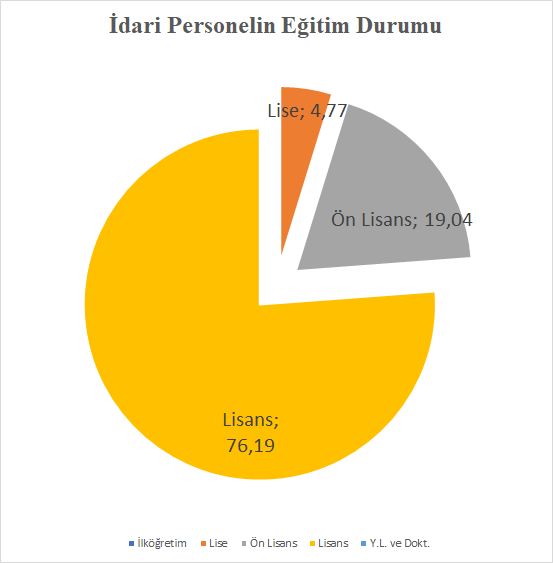 İdari Personelin Eğitim Durumu
Lise; 4,77
Ön Lisans; 19,04
Lisans;
76,19
İlköğretim Lise Ön Lisans Lisans Y.L. ve Dokt.